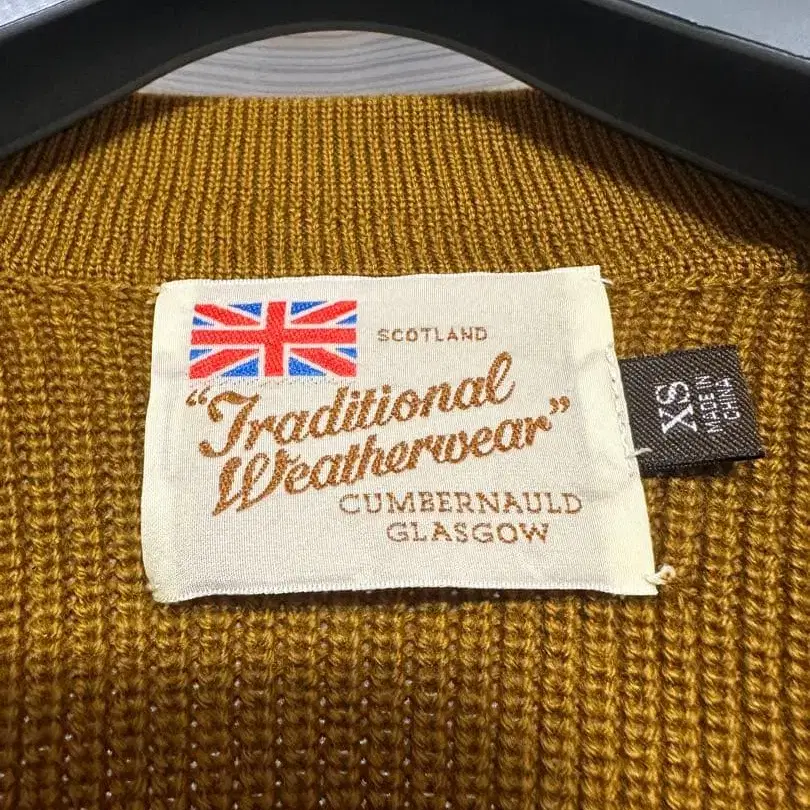 SCOTLAND
"Traditional
Weatherwear"
CUMBERNAULD
GLASGOW
XS
MADE IN
CHINA